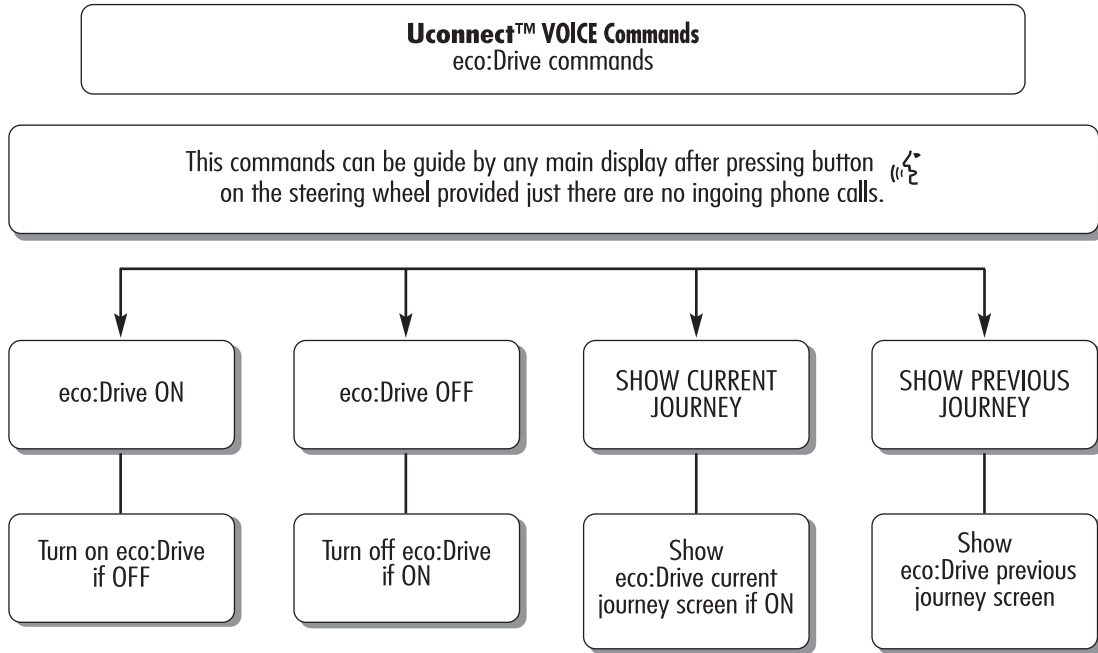 Uconnect™ VOICE Commands
eco:Drive commands
This commands can be guide by any main display after pressing button
on the steering wheel provided just there are no ingoing phone calls.
eco:Drive ON
eco:Drive OFF
SHOW CURRENT
JOURNEY
SHOW PREVIOUS
JOURNEY
Turn on eco:Drive
if OFF
Turn off eco:Drive
if ON
Show
eco:Drive current
journey screen if ON
Show
eco:Drive previous
journey screen